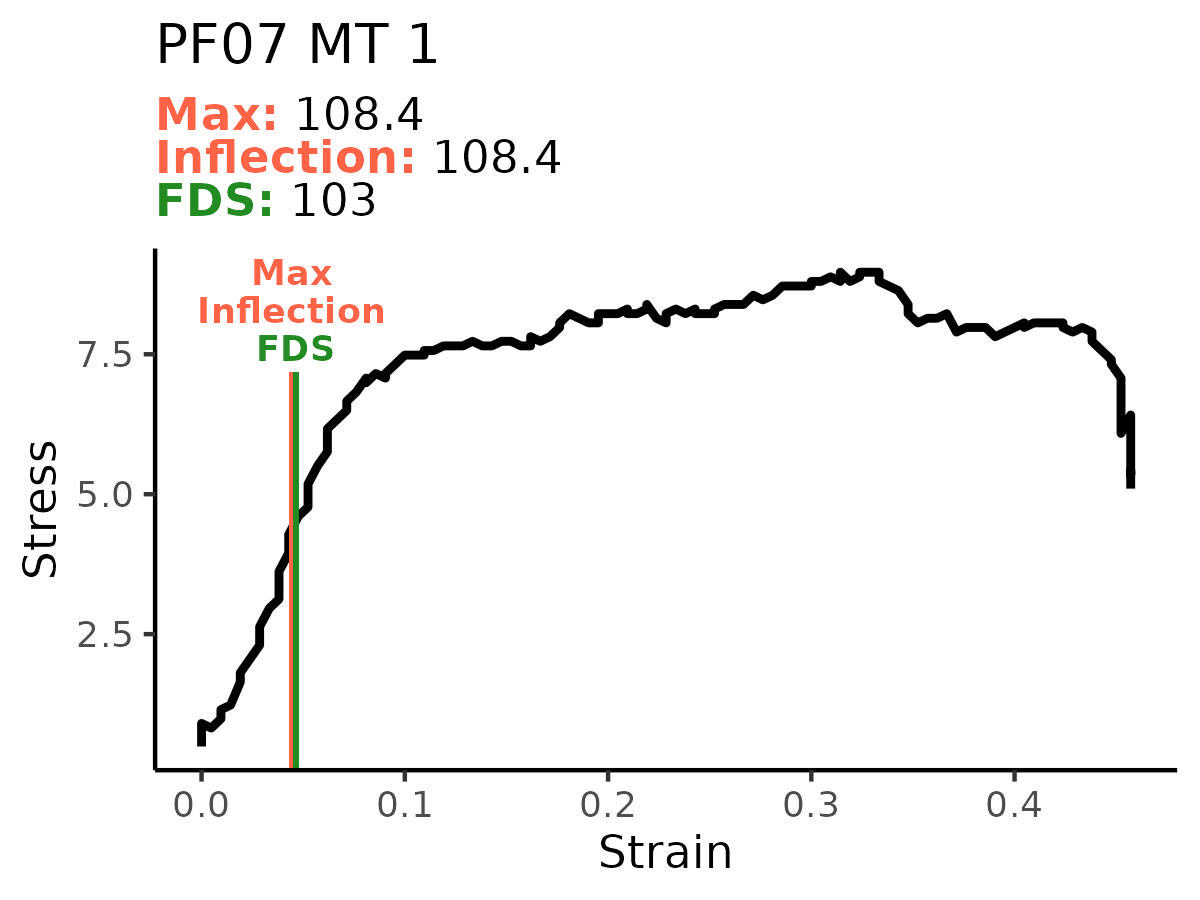 PF07 MT 1
Max: 108.4
Inflection: 108.4
FDS: 103
Max
Inflection
FDS
7.5
5.0
2.5
Stress
0.0 0.1 0.2 0.3 0.4
Strain